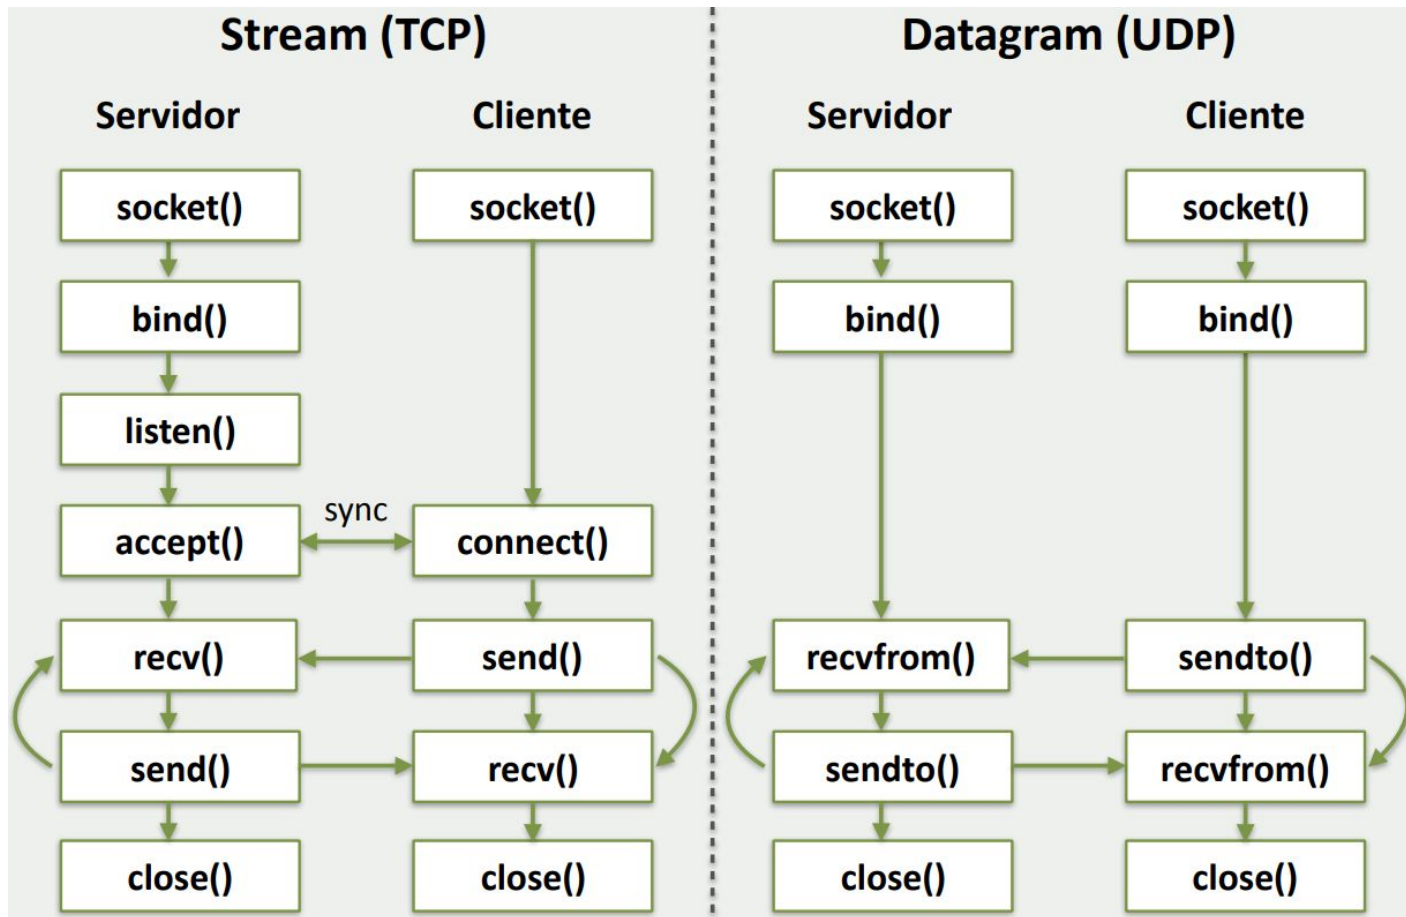 Stream (TCP)
Servidor
Cliente
socket()
socket()
bind()
listen()
accept()
sync
connect()
recv()
send()
send()
recv()
close()
close()
Datagram (UDP)
Servidor
Cliente
socket()
socket()
bind()
bind()
recvfrom()
sendto()
sendto()
recvfrom()
close()
close()